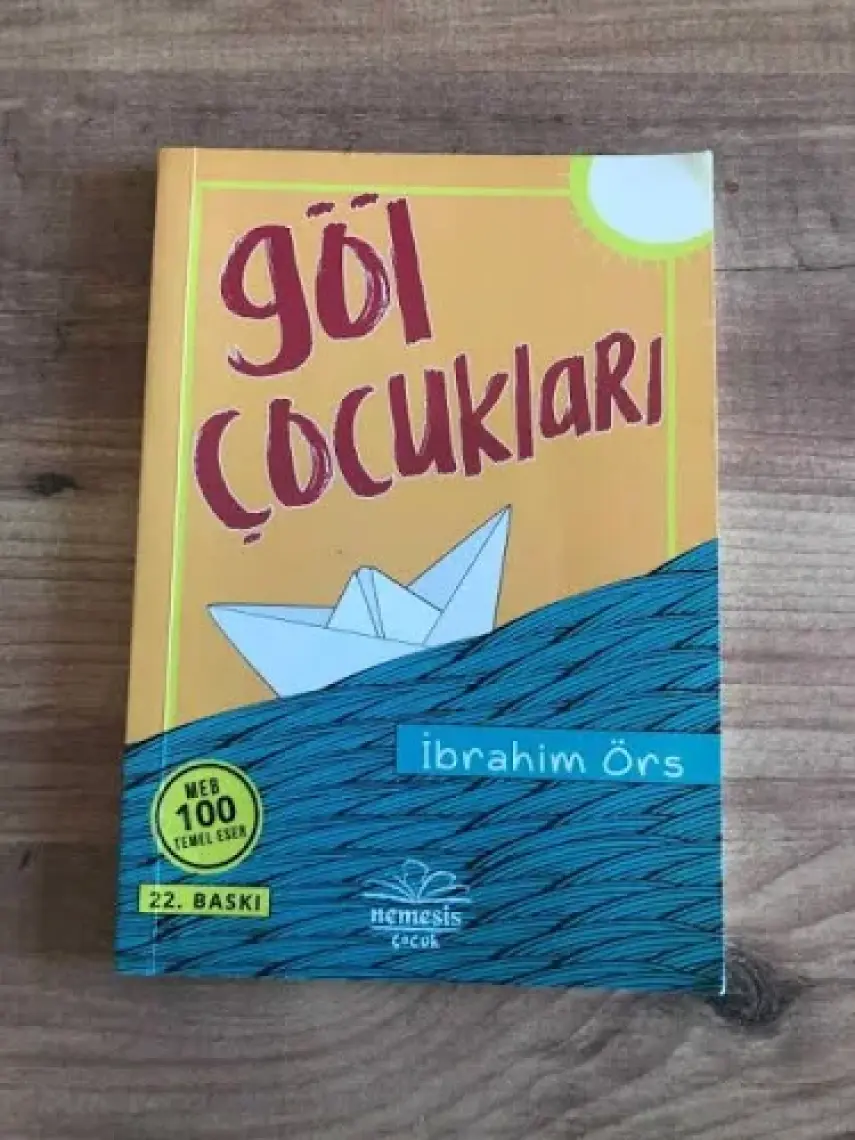 göl
çocukları
İbrahim Örs
MEB
100
TEMEL ESER
22. BASKI
nemesis
çocuk